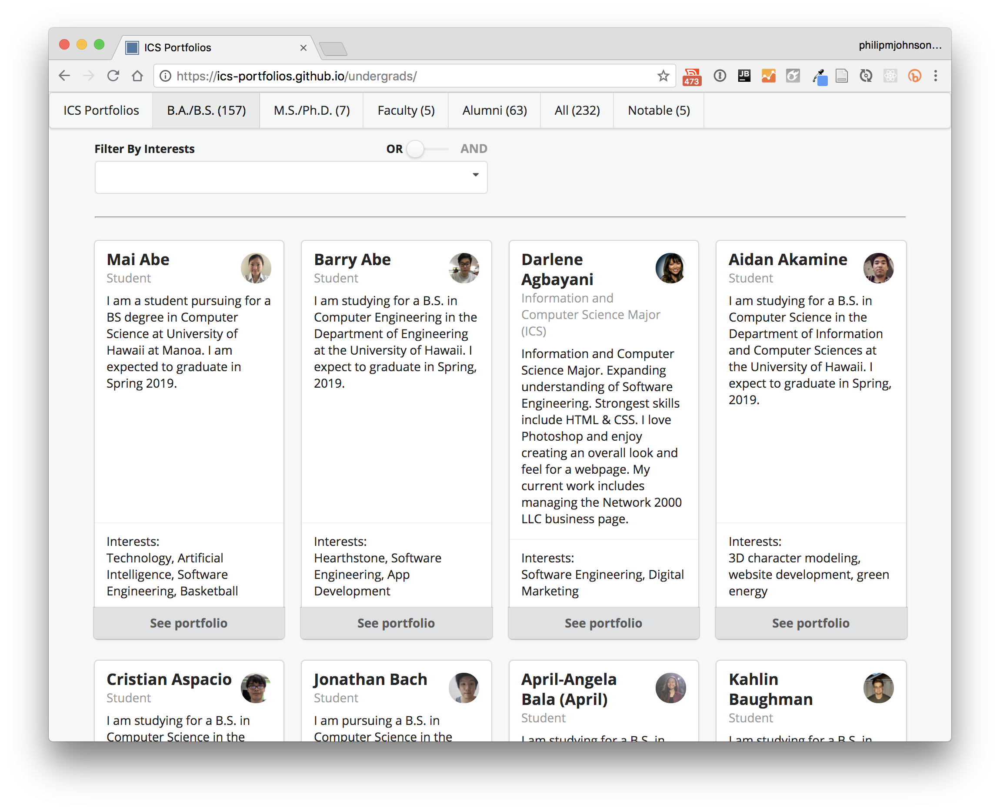 ICS Portfolios
philipmjohnson...
https://ics-portfolios.github.io/undergrads/
473
JB
ICS Portfolios
B.A./B.S. (157)
M.S./Ph.D. (7)
Faculty (5)
Alumni (63)
All (232)
Notable (5)
Filter By Interests
OR
AND
Mai Abe
Student
I am a student pursuing for a
BS degree in Computer
Science at University of
Hawaii at Manoa. I am
expected to graduate in
Spring 2019.
Interests:
Technology, Artificial
Intelligence, Software
Engineering, Basketball
See portfolio
Barry Abe
Student
I am studying for a B.S. in
Computer Engineering in the
Department of Engineering
at the University of Hawaii. I
expect to graduate in Spring,
2019.
Interests:
Hearthstone, Software
Engineering, App
Development
See portfolio
Darlene
Agbayani
Information and
Computer Science Major
(ICS)
Information and Computer
Science Major. Expanding
understanding of Software
Engineering. Strongest skills
include HTML & CSS. I love
Photoshop and enjoy
creating an overall look and
feel for a webpage. My
current work includes
managing the Network 2000
LLC business page.
Interests:
Software Engineering, Digital
Marketing
See portfolio
Aidan Akamine
Student
I am studying for a B.S. in
Computer Science in the
Department of Information
and Computer Sciences at
the University of Hawaii. I
expect to graduate in Spring,
2019.
Interests:
3D character modeling,
website development, green
energy
See portfolio
Cristian Aspacio
Student
I am studying for a B.S. in
Computer Science in the
Jonathan Bach
Student
I am pursuing a B.S. in
Computer Science in the
April-Angela
Bala (April)
Student
I am studying for a B.S. in
Kahlin
Baughman
Student
I am studying for a B.S. in